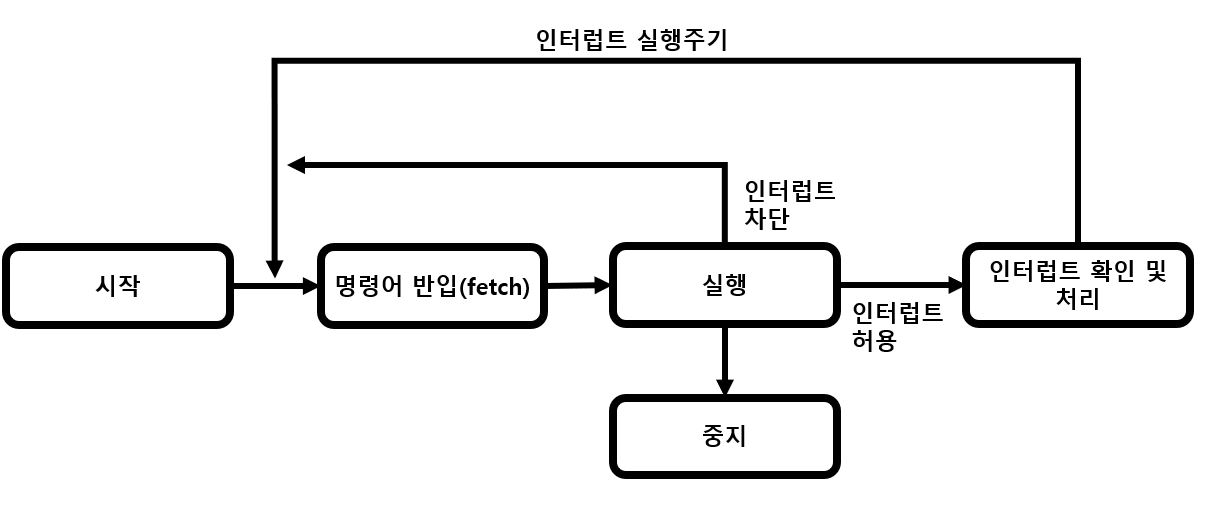 인터럽트 실행주기
인터럽트
차단
시작
명령어 반입(fetch)
실행
인터럽트 확인 및
처리
인터럽트
허용
중지